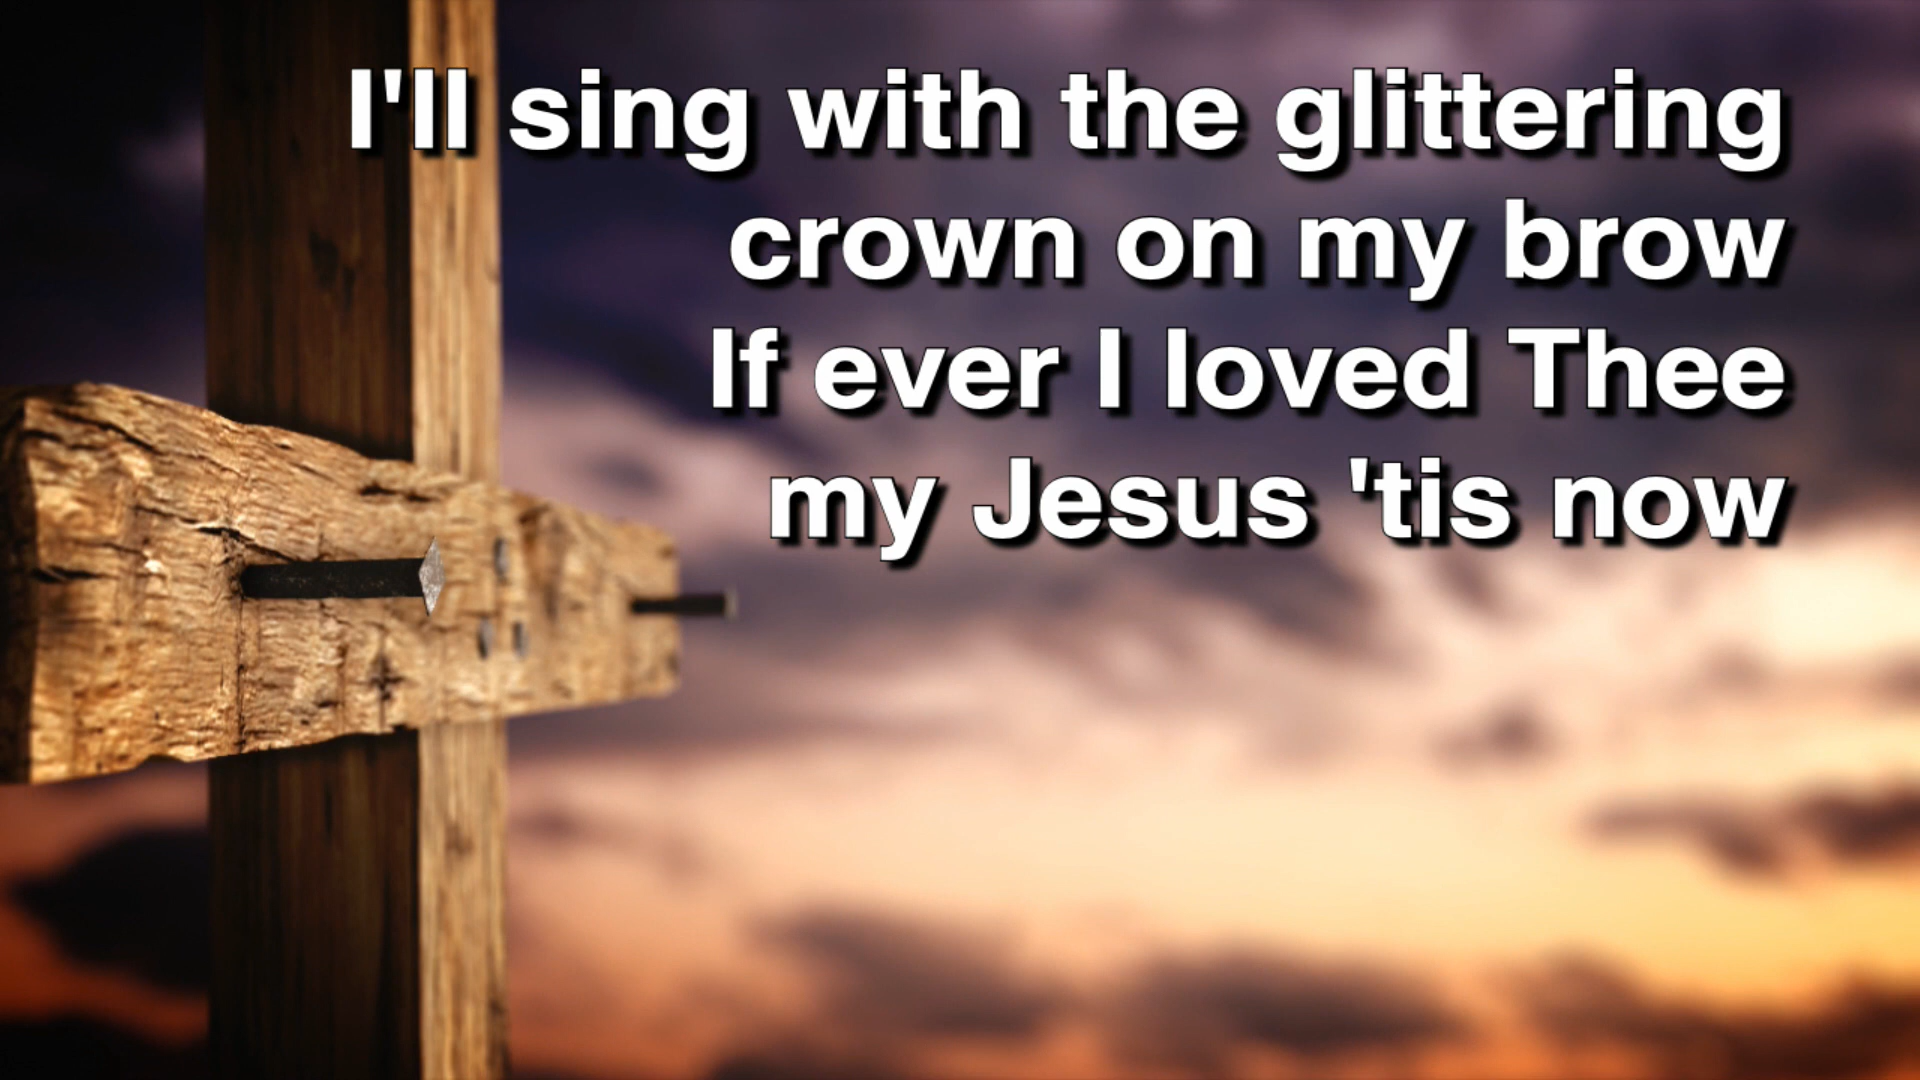 I'll sing with the glittering
crown on my brow
If ever I loved Thee
my Jesus 'tis now